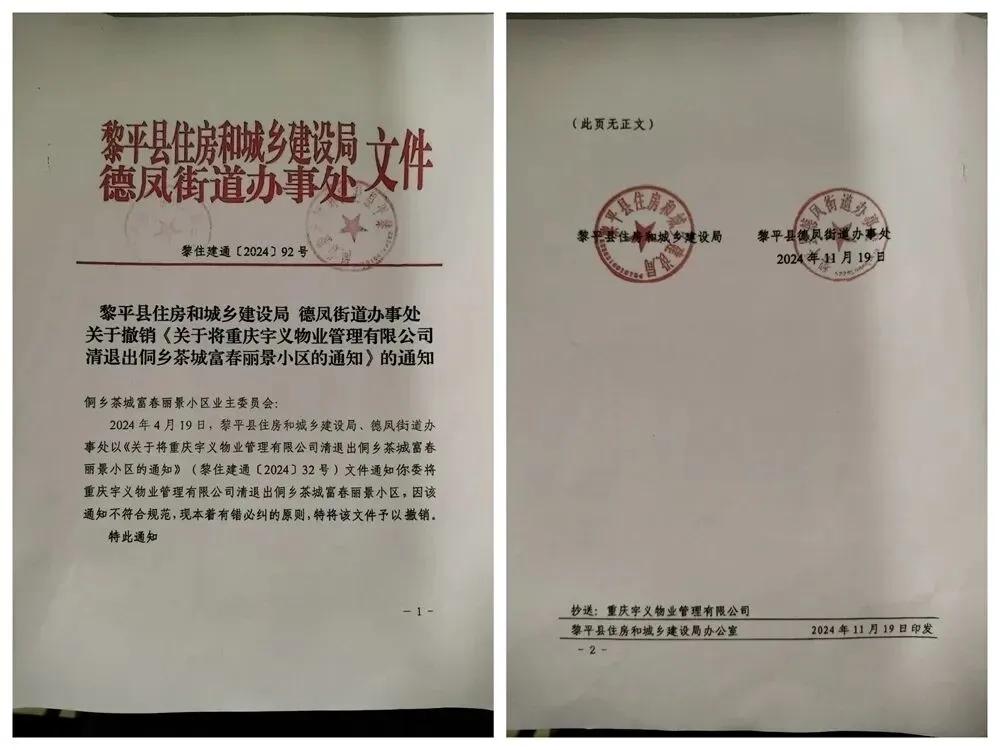 黎平县住房和城乡建设局
德凤街道办事处
文件
黎住建通〔2024〕92号
黎平县住房和城乡建设局 德凤街道办事处
关于撤销《关于将重庆宇义物业管理有限公司
清退出侗乡茶城富春丽景小区的通知》的通知
侗乡茶城富春丽景小区业主委员会:
2024年4月19日,黎平县住房和城乡建设局、德凤街道办
事处以《关于将重庆宇义物业管理有限公司清退出侗乡茶城富春
丽景小区的通知》(黎住建通〔2024〕32号)文件通知你委将
重庆宇义物业管理有限公司清退出侗乡茶城富春丽景小区,因该
通知不符合规范,现本着有错必纠的原则,特将该文件予以撤销。
特此通知
-1-
(此页无正文)
黎平县住房和城乡建设局
黎平县德凤街道办事处
2024年11月19日
抄送:重庆宇义物业管理有限公司
黎平县住房和城乡建设局办公室
2024年11月19日印发
-2-